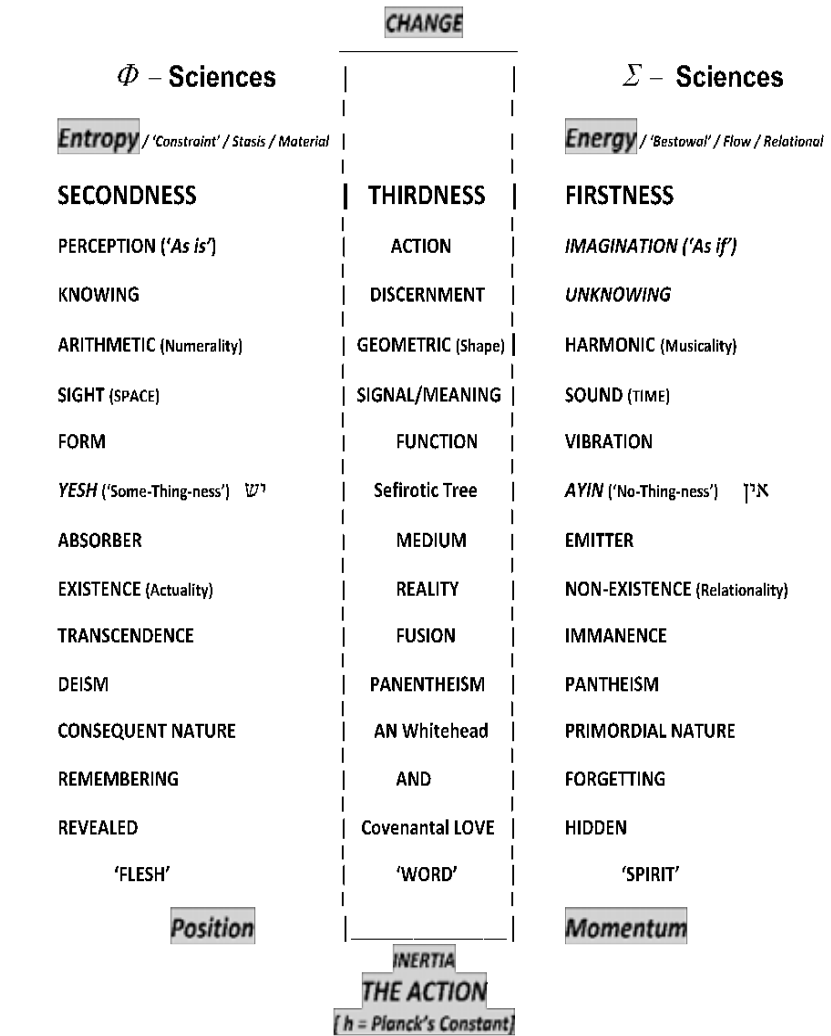 CHANGE
Φ – Sciences Σ – Sciences
Entropy / 'Constraint' / Stasis / Material Energy / 'Bestowal' / Flow / Relational
SECONDNESS THIRDNESS FIRSTNESS
PERCEPTION ('As is') ACTION IMAGINATION ('As if')
KNOWING DISCERNMENT UNKNOWING
ARITHMETIC (Numerality) GEOMETRIC (Shape) HARMONIC (Musicality)
SIGHT (SPACE) SIGNAL/MEANING SOUND (TIME)
FORM FUNCTION VIBRATION
YESH ('Some-Thing-ness') יש Sefirotic Tree AYIN ('No-Thing-ness') אין
ABSORBER MEDIUM EMITTER
EXISTENCE (Actuality) REALITY NON-EXISTENCE (Relationality)
TRANSCENDENCE FUSION IMMANENCE
DEISM PANENTHEISM PANTHEISM
CONSEQUENT NATURE AN Whitehead PRIMORDIAL NATURE
REMEMBERING AND FORGETTING
REVEALED Covenantal LOVE HIDDEN
'FLESH' 'WORD' 'SPIRIT'
Position Momentum
INERTIA
THE ACTION
[ h = Planck's Constant]